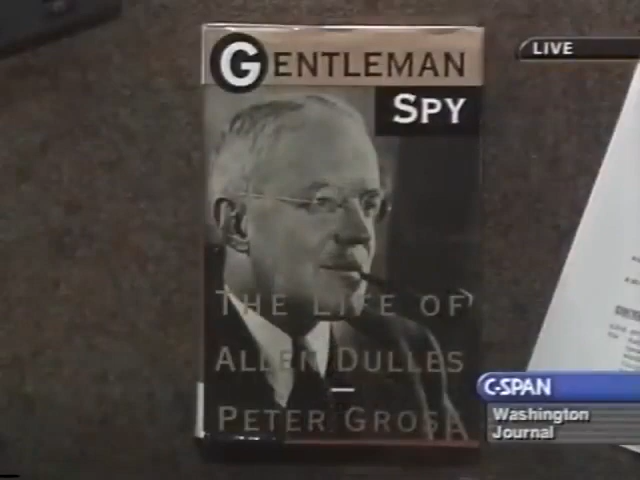 GENTLEMAN
SPY
LIVE
THE LIFE OF
ALLEN DULLES
PETER GROSE
C-SPAN
Washington
Journal